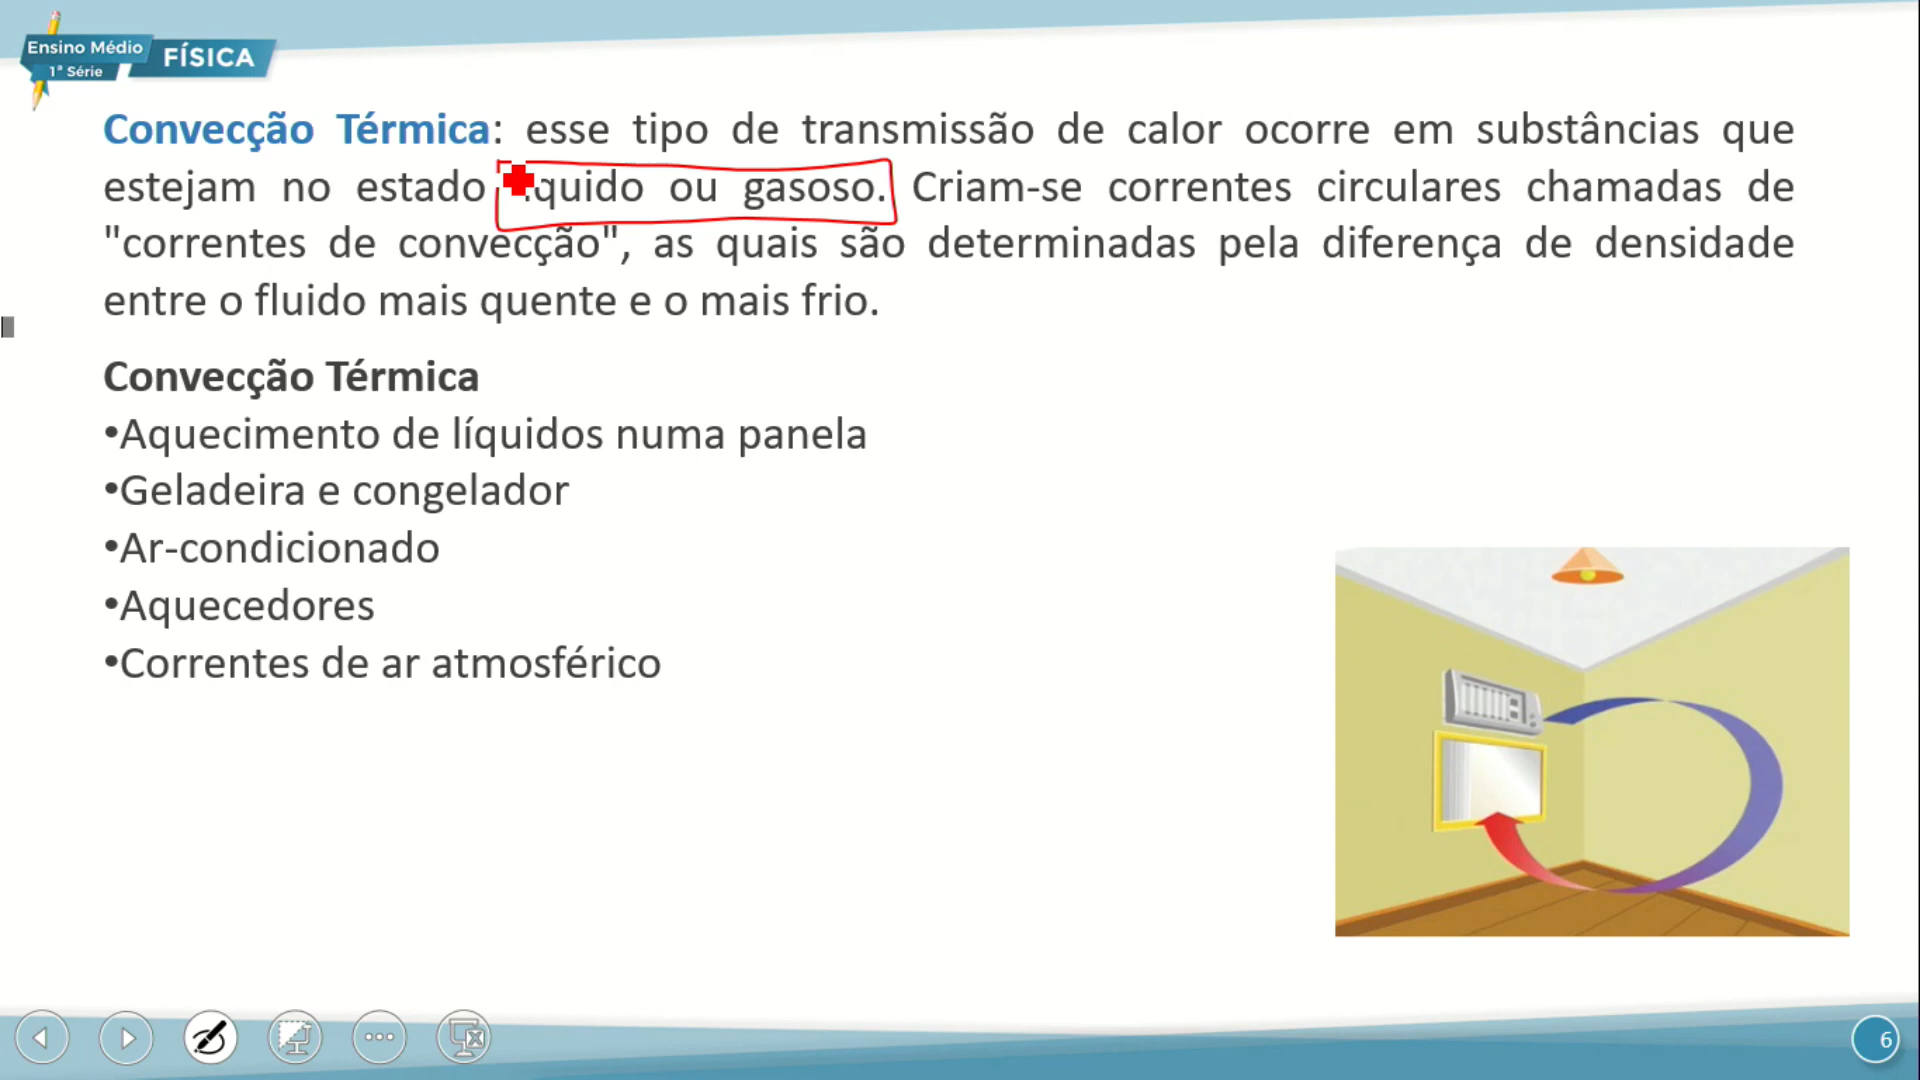 Ensino Médio
1ª Série
FÍSICA
Convecção Térmica: esse tipo de transmissão de calor ocorre em substâncias que
estejam no estado líquido ou gasoso. Criam-se correntes circulares chamadas de
"correntes de convecção", as quais são determinadas pela diferença de densidade
entre o fluido mais quente e o mais frio.
Convecção Térmica
•Aquecimento de líquidos numa panela
•Geladeira e congelador
•Ar-condicionado
•Aquecedores
•Correntes de ar atmosférico
6